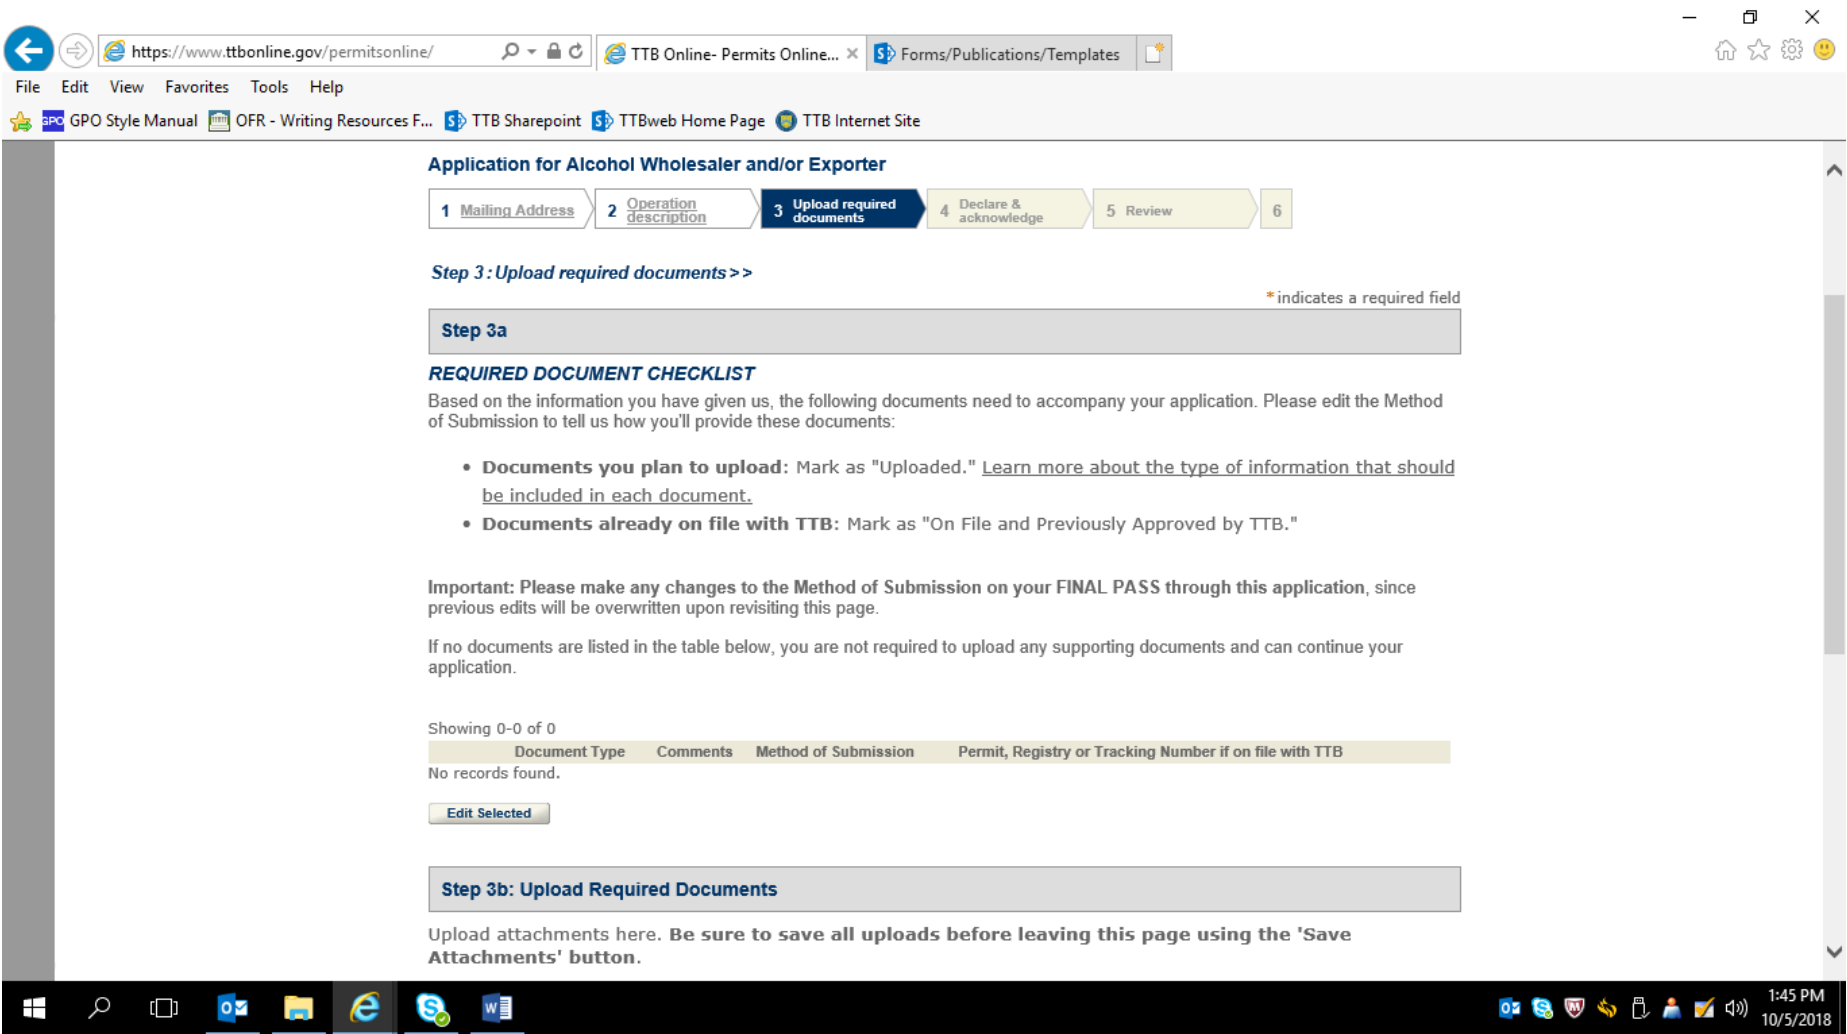 https://www.ttbonline.gov/permitsonline/
TTB Online- Permits Online...
Forms/Publications/Templates
File Edit View Favorites Tools Help
GPO GPO Style Manual OFR - Writing Resources F... TTB Sharepoint TTBweb Home Page TTB Internet Site
Application for Alcohol Wholesaler and/or Exporter
1 Mailing Address
2 Operation
description
3 Upload required
documents
4 Declare &
acknowledge
5 Review
6
Step 3: Upload required documents>>
* indicates a required field
Step 3a
REQUIRED DOCUMENT CHECKLIST
Based on the information you have given us, the following documents need to accompany your application. Please edit the Method
of Submission to tell us how you'll provide these documents:
• Documents you plan to upload: Mark as "Uploaded." Learn more about the type of information that should
be included in each document.
• Documents already on file with TTB: Mark as "On File and Previously Approved by TTB."
Important: Please make any changes to the Method of Submission on your FINAL PASS through this application, since
previous edits will be overwritten upon revisiting this page.
If no documents are listed in the table below, you are not required to upload any supporting documents and can continue your
application.
Showing 0-0 of 0
Document Type Comments Method of Submission Permit, Registry or Tracking Number if on file with TTB
No records found.
Edit Selected
Step 3b: Upload Required Documents
Upload attachments here. Be sure to save all uploads before leaving this page using the 'Save
Attachments' button.
1:45 PM
10/5/2018